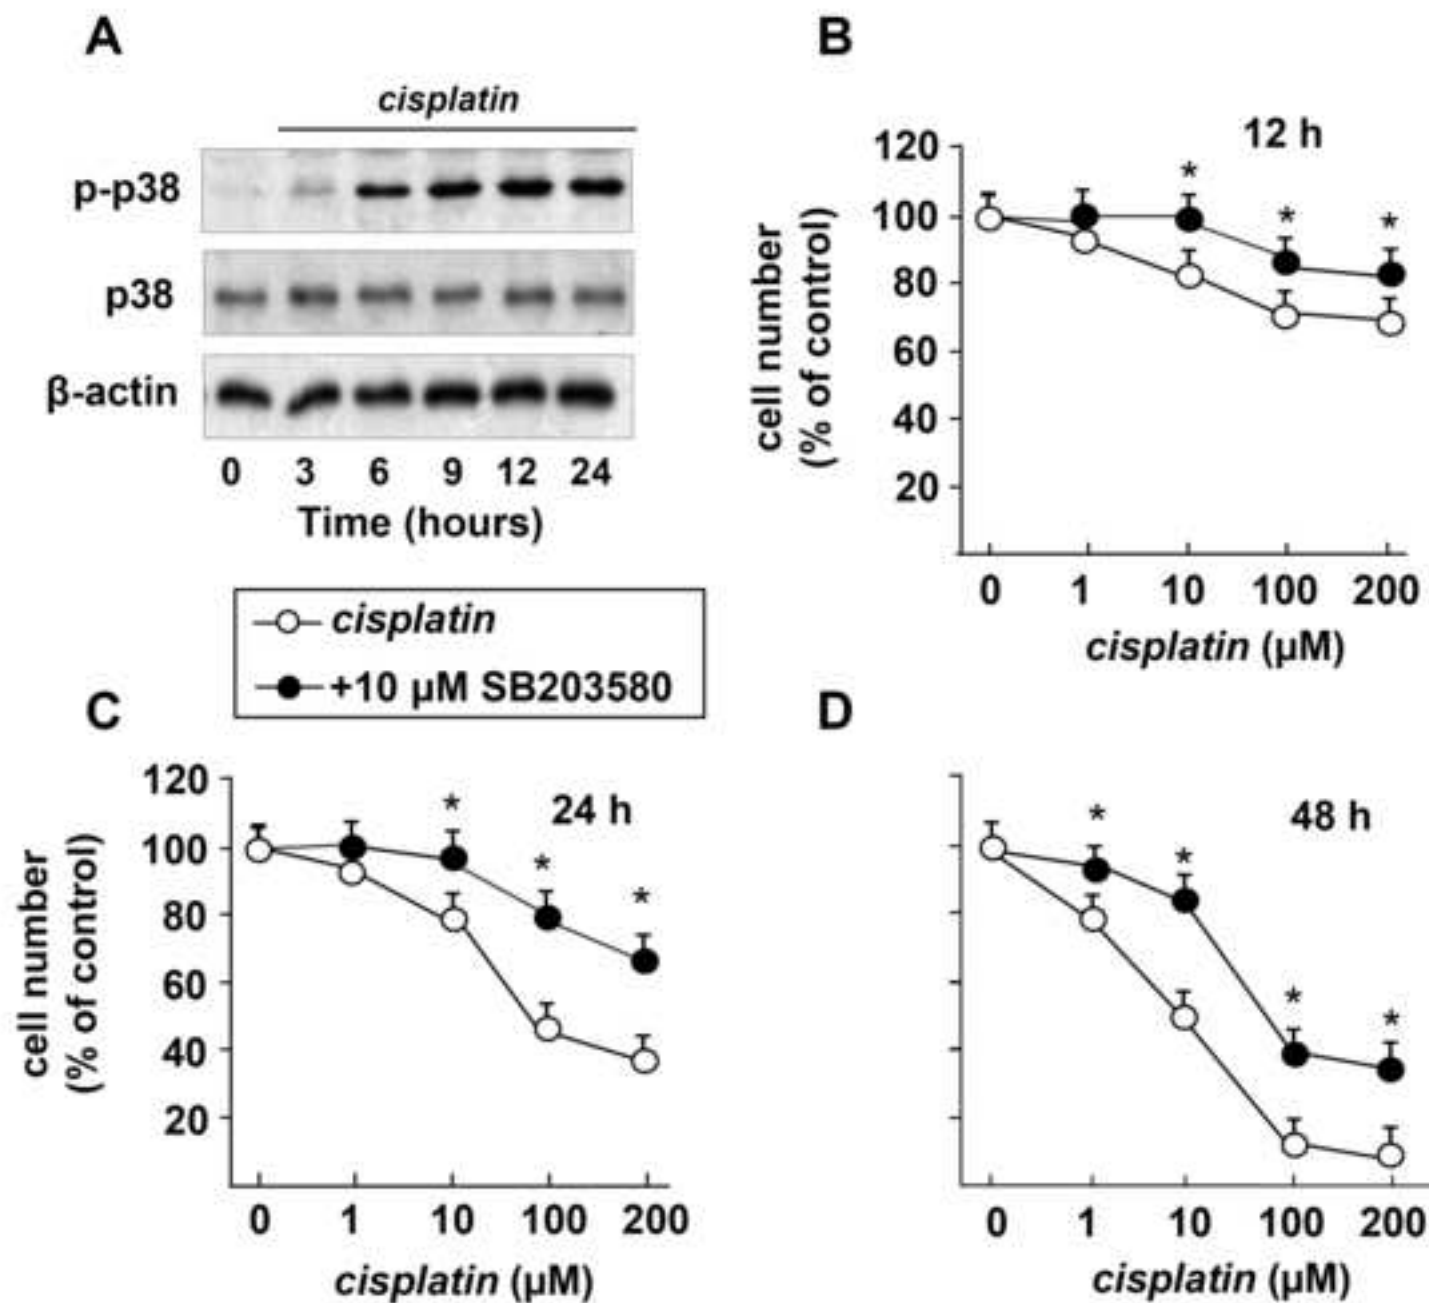 A
cisplatin
p-p38
p38
β-actin
0 3 6 9 12 24
Time (hours)
B
12 h
120
100
80
60
40
20
cell number
(% of control)
0 1 10 100 200
cisplatin (µM)
cisplatin
+10 µM SB203580
C
24 h
120
100
80
60
40
20
cell number
(% of control)
* * *
0 1 10 100 200
cisplatin (µM)
D
48 h
* * * *
0 1 10 100 200
cisplatin (µM)